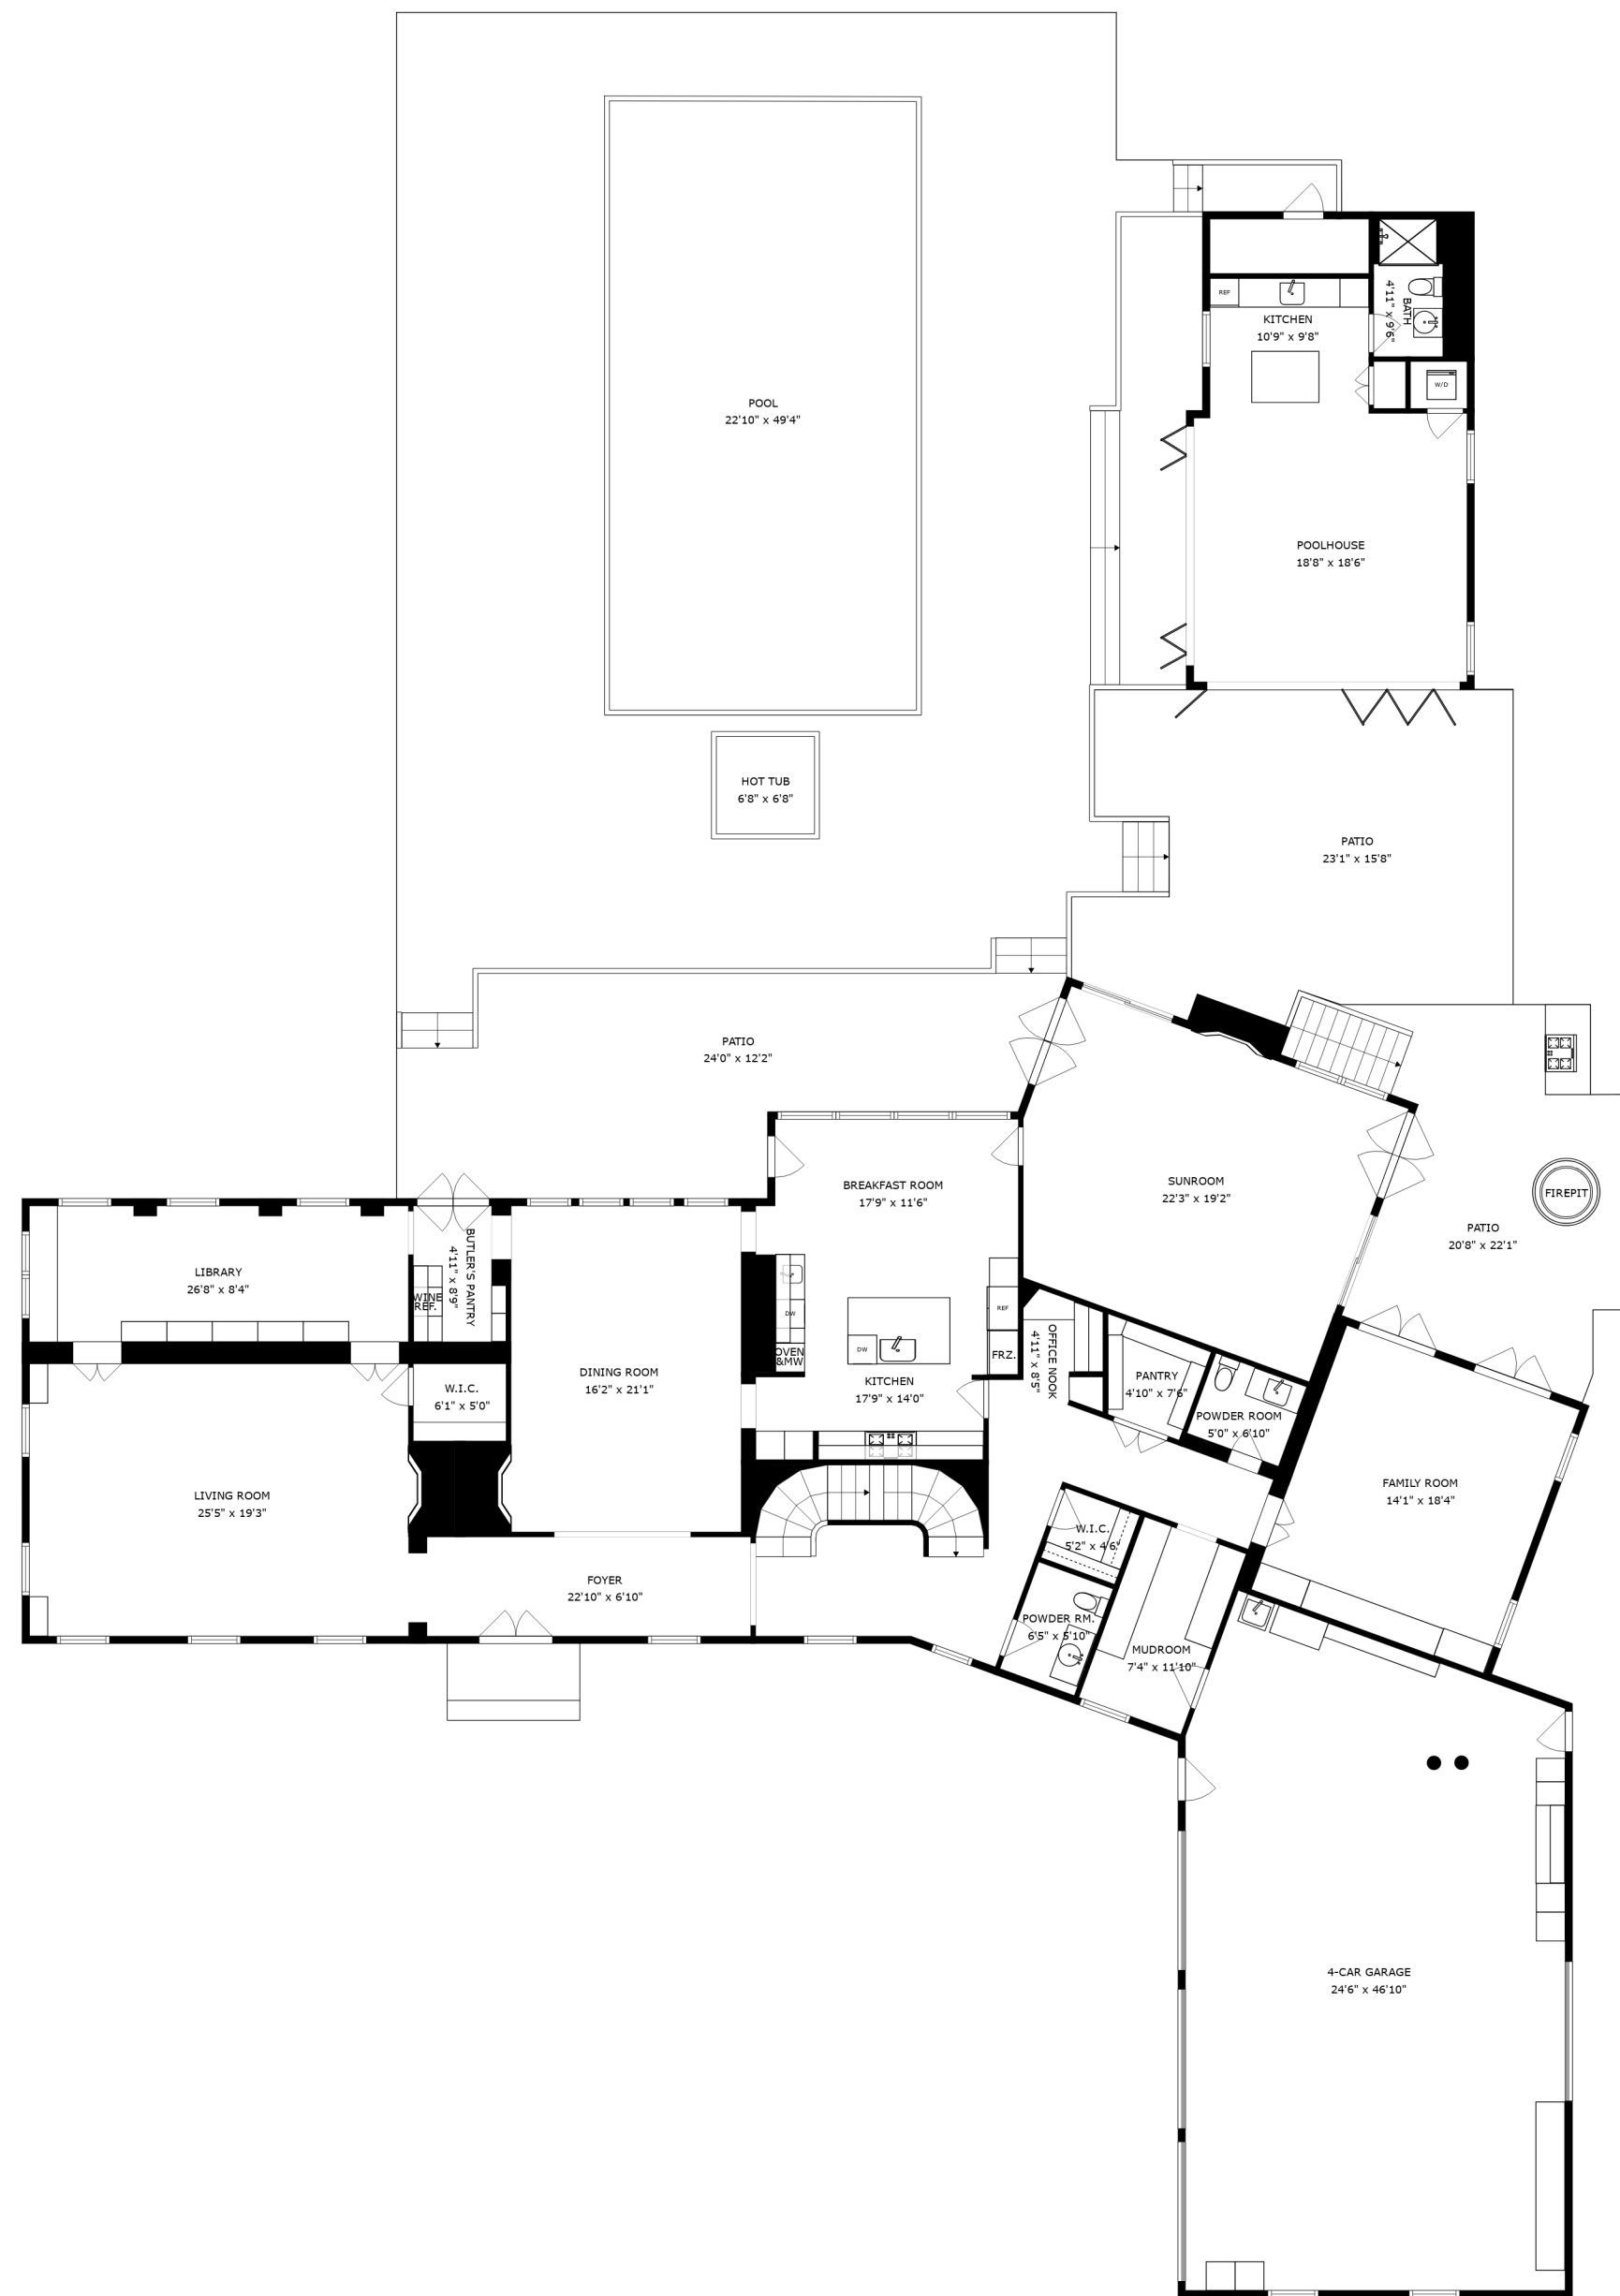 REF
KITCHEN
10'9" x 9'8"
BATH
4'11" x 9'6"
W/D
POOL
22'10" x 49'4"
POOLHOUSE
18'8" x 18'6"
HOT TUB
6'8" x 6'8"
PATIO
23'1" x 15'8"
PATIO
24'0" x 12'2"
BREAKFAST ROOM
17'9" x 11'6"
SUNROOM
22'3" x 19'2"
FIREPIT
PATIO
20'8" x 22'1"
LIBRARY
26'8" x 8'4"
BUTLER'S PANTRY
4'11" x 8'9"
WINE
REF.
DW
OVEN
&MW
DW
REF
FRZ.
KITCHEN
17'9" x 14'0"
OFFICE NOOK
4'11" x 8'5"
DINING ROOM
16'2" x 21'1"
W.I.C.
6'1" x 5'0"
PANTRY
4'10" x 7'6"
POWDER ROOM
5'0" x 6'10"
FAMILY ROOM
14'1" x 18'4"
LIVING ROOM
25'5" x 19'3"
W.I.C.
5'2" x 4'6"
FOYER
22'10" x 6'10"
POWDER RM.
6'5" x 5'10"
MUDROOM
7'4" x 11'10"
4-CAR GARAGE
24'6" x 46'10"